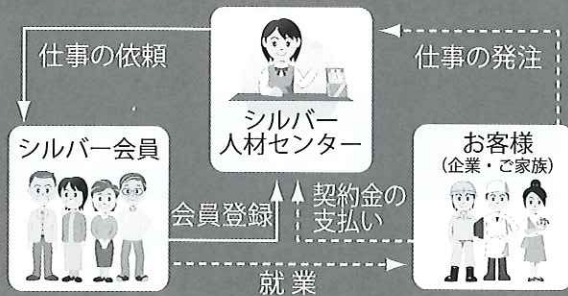 仕事の依頼
仕事の発注
シルバー
人材センター
シルバー会員
お客様
(企業・ご家族)
会員登録
契約金の
支払い
就業